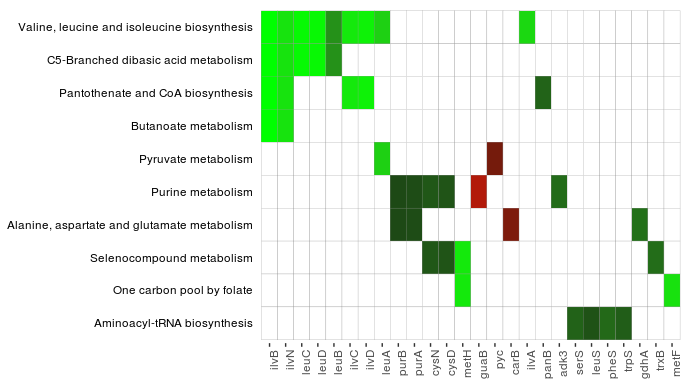 Valine, leucine and isoleucine biosynthesis
C5-Branched dibasic acid metabolism
Pantothenate and CoA biosynthesis
Butanoate metabolism
Pyruvate metabolism
Purine metabolism
Alanine, aspartate and glutamate metabolism
Selenocompound metabolism
One carbon pool by folate
Aminoacyl-tRNA biosynthesis
ilvB
ilvN
leuC
leuD
leuB
ilvC
ilvD
leuA
purB
purA
cysN
cysD
metH
guaB
pyc
carB
ilvA
panB
adk3
serS
leuS
pheS
trpS
gdhA
trxB
metF